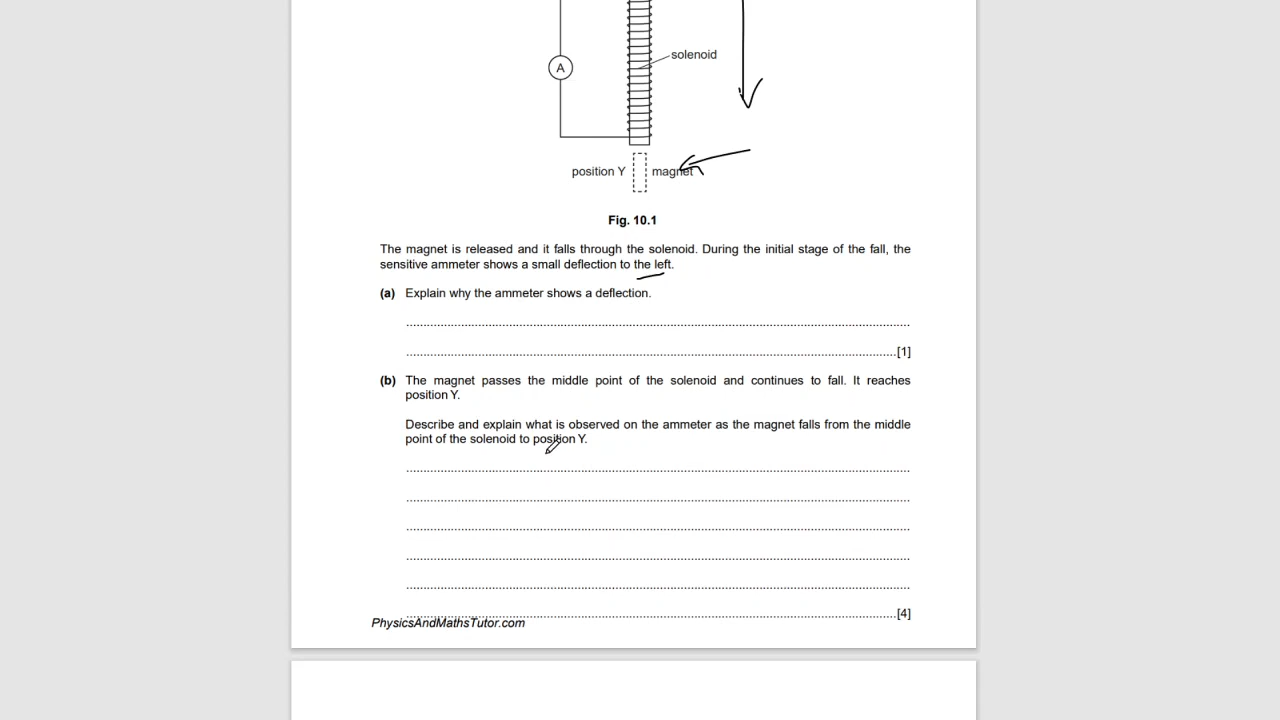 solenoid
A
position Y magnet
Fig. 10.1
The magnet is released and it falls through the solenoid. During the initial stage of the fall, the
sensitive ammeter shows a small deflection to the left.
(a) Explain why the ammeter shows a deflection.
..........................................................................................................................................
......................................................................................................................................[1]
(b) The magnet passes the middle point of the solenoid and continues to fall. It reaches
position Y.
Describe and explain what is observed on the ammeter as the magnet falls from the middle
point of the solenoid to position Y.
..........................................................................................................................................
..........................................................................................................................................
..........................................................................................................................................
..........................................................................................................................................
..........................................................................................................................................
......................................................................................................................................[4]
PhysicsAndMathsTutor.com